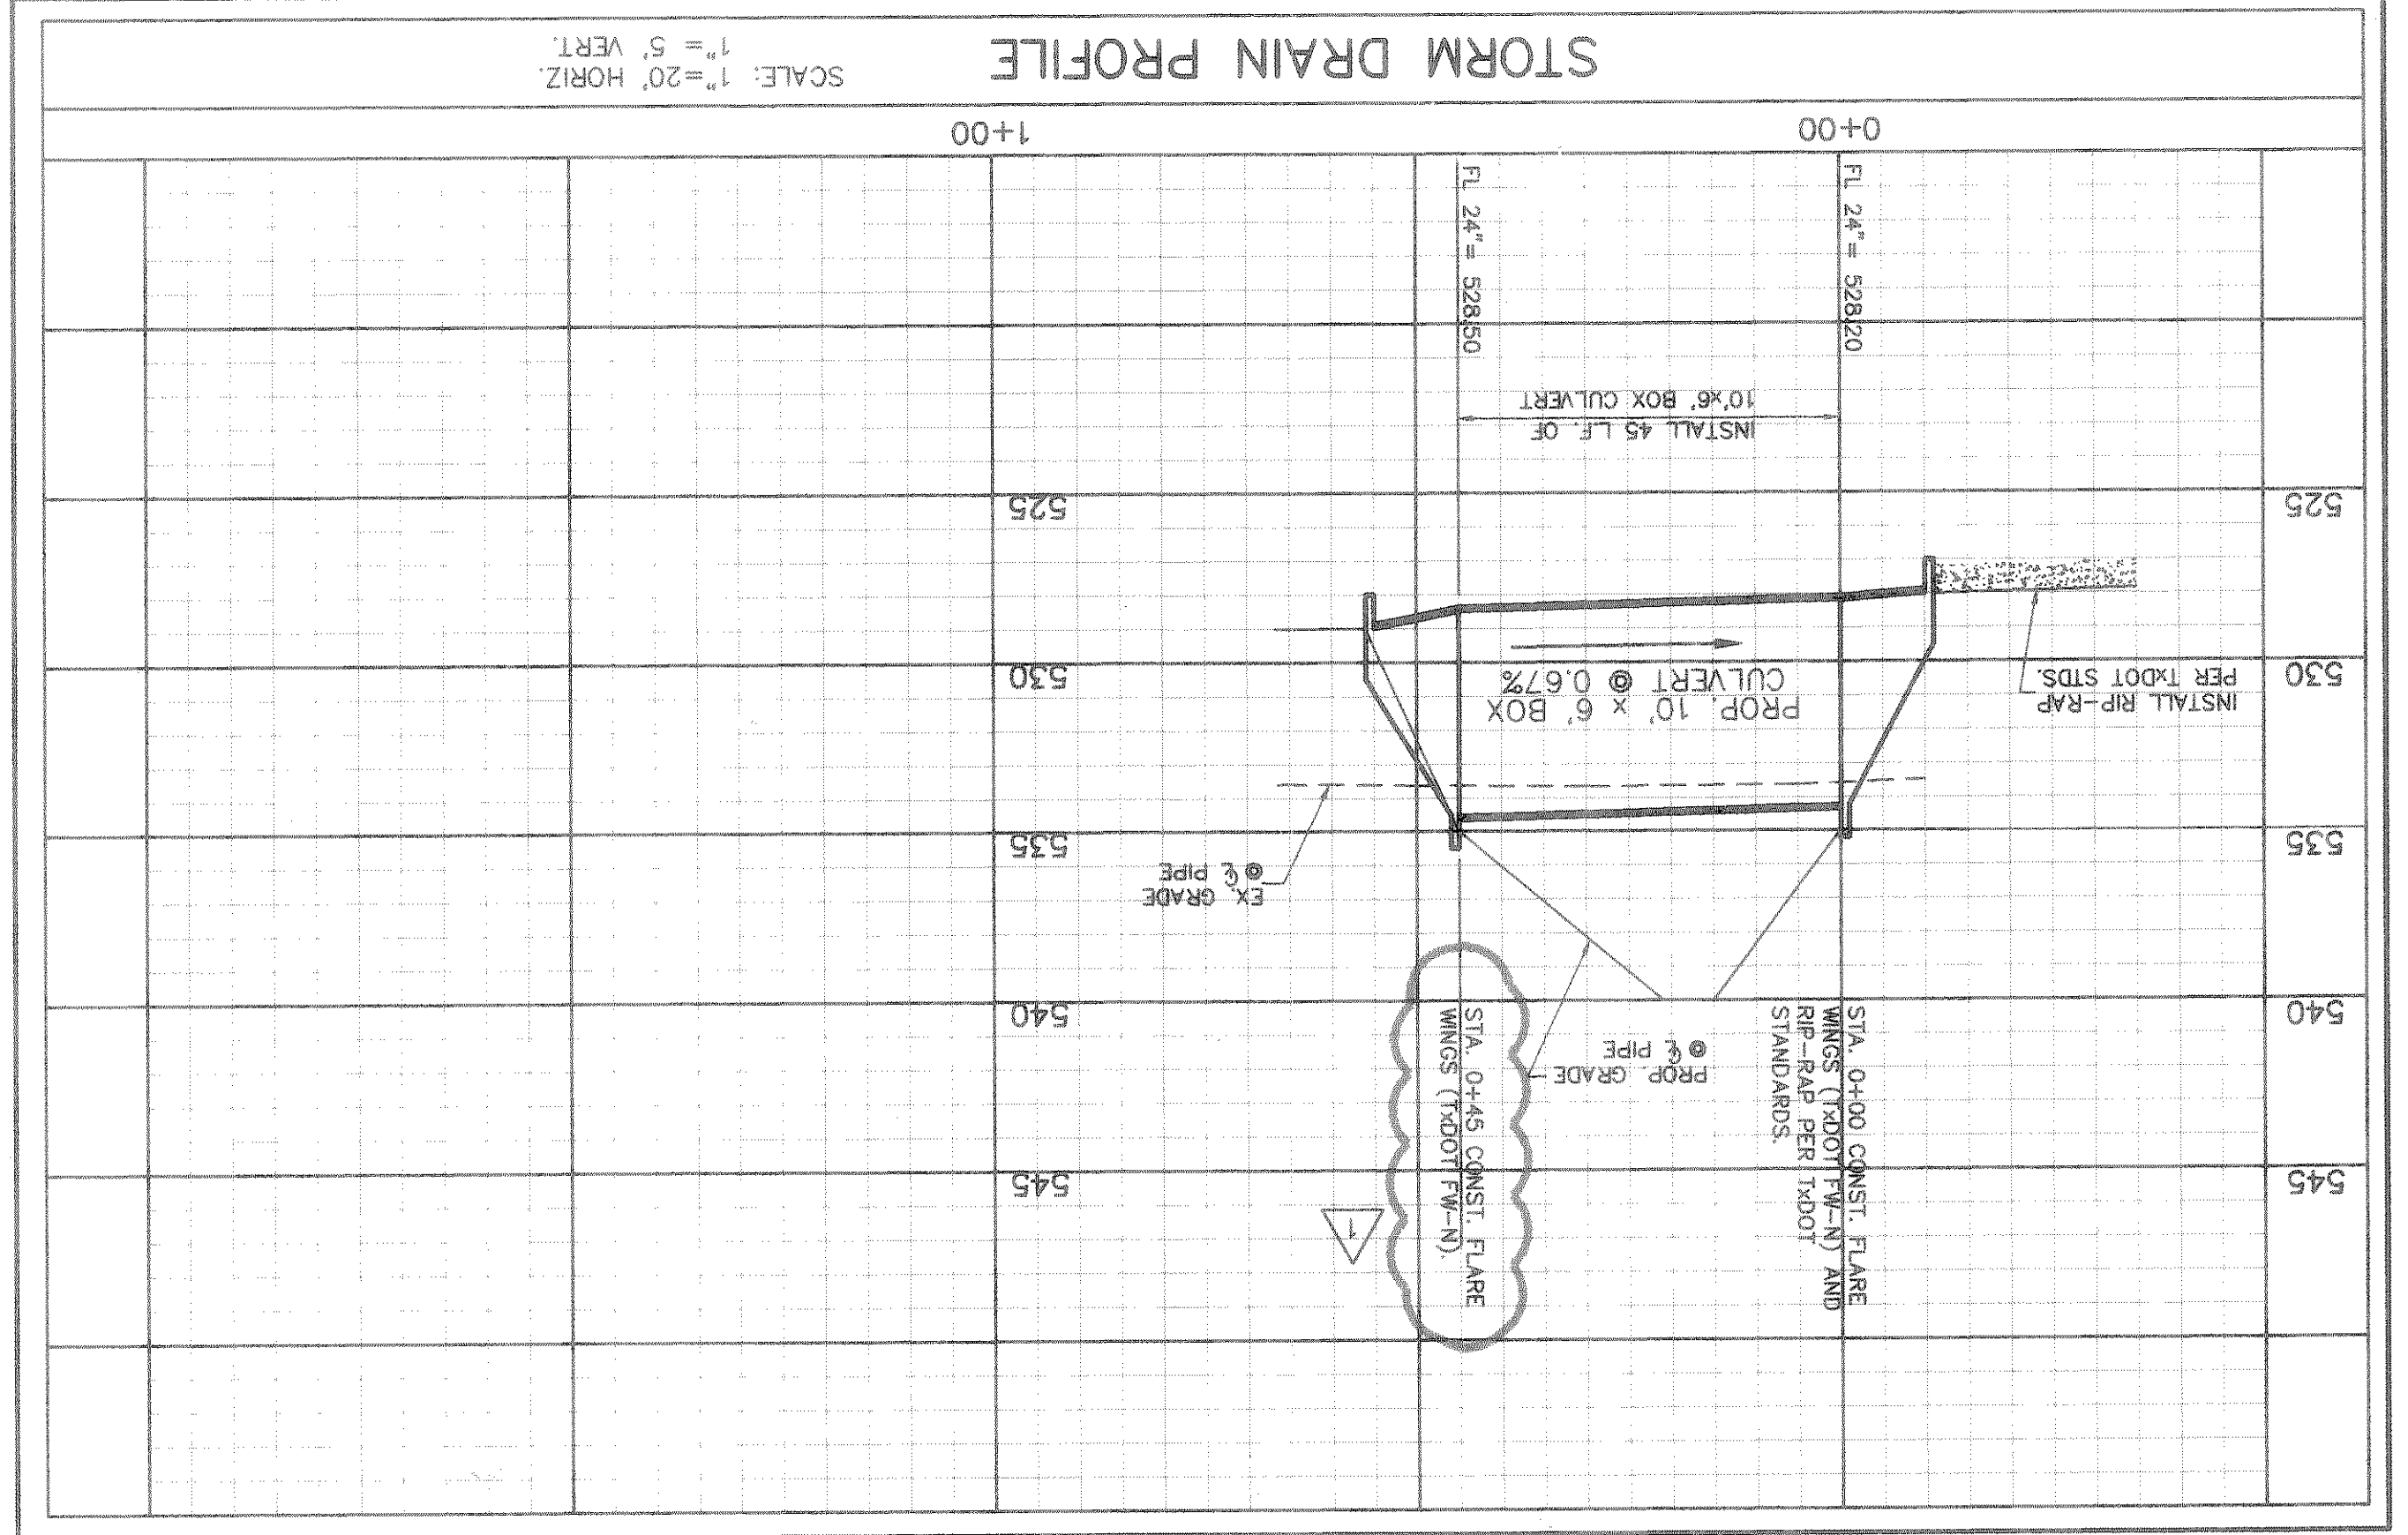 STA. 0+00 CONST. FLARE
WINGS (TxDOT FW-N) AND
RIP-RAP PER TxDOT
STANDARDS.
STA. 0+45 CONST. FLARE
WINGS (TxDOT FW-N).
1
545
545
PROP. GRADE
@ ℄ PIPE
540
540
EX. GRADE
@ ℄ PIPE
535
535
INSTALL RIP-RAP
PER TxDOT STDS.
PROP. 10' x 6' BOX
CULVERT @ 0.67%
530
530
525
525
INSTALL 45 L.F. OF
10'x6' BOX CULVERT
FL 24" = 528.20
FL 24" = 528.50
0+00
1+00
STORM DRAIN PROFILE
SCALE: 1"=20' HORIZ.
1"= 5' VERT.